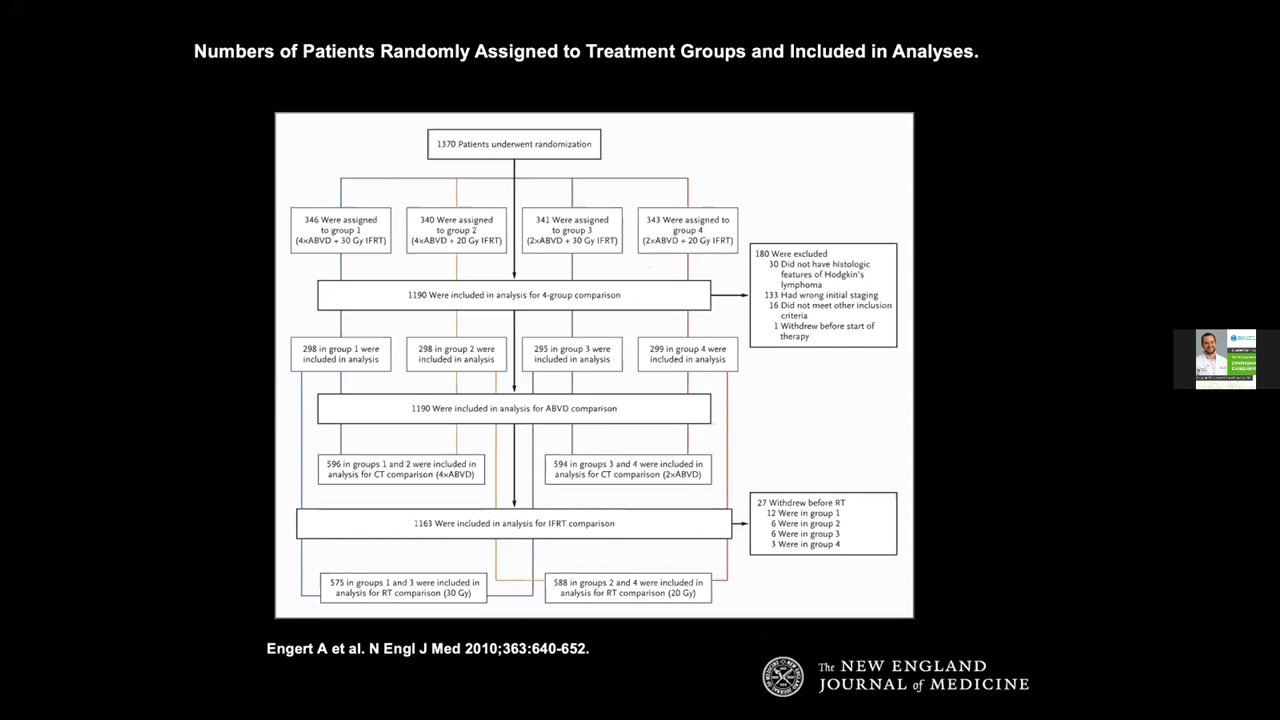 Numbers of Patients Randomly Assigned to Treatment Groups and Included in Analyses.
1370 Patients underwent randomization
346 Were assigned
to group 1
(4×ABVD + 30 Gy IFRT)
340 Were assigned
to group 2
(4×ABVD + 20 Gy IFRT)
341 Were assigned
to group 3
(2×ABVD + 30 Gy IFRT)
343 Were assigned to
group 4
(2×ABVD + 20 Gy IFRT)
180 Were excluded
30 Did not have histologic
features of Hodgkin's
lymphoma
133 Had wrong initial staging
16 Did not meet other inclusion
criteria
1 Withdrew before start of
therapy
1190 Were included in analysis for 4-group comparison
298 in group 1 were
included in analysis
298 in group 2 were
included in analysis
295 in group 3 were
included in analysis
299 in group 4 were
included in analysis
1190 Were included in analysis for ABVD comparison
596 in groups 1 and 2 were included in
analysis for CT comparison (4×ABVD)
594 in groups 3 and 4 were included in
analysis for CT comparison (2×ABVD)
27 Withdrew before RT
12 Were in group 1
6 Were in group 2
6 Were in group 3
3 Were in group 4
1163 Were included in analysis for IFRT comparison
575 in groups 1 and 3 were included in
analysis for RT comparison (30 Gy)
588 in groups 2 and 4 were included in
analysis for RT comparison (20 Gy)
Engert A et al. N Engl J Med 2010;363:640-652.
The NEW ENGLAND
JOURNAL of MEDICINE